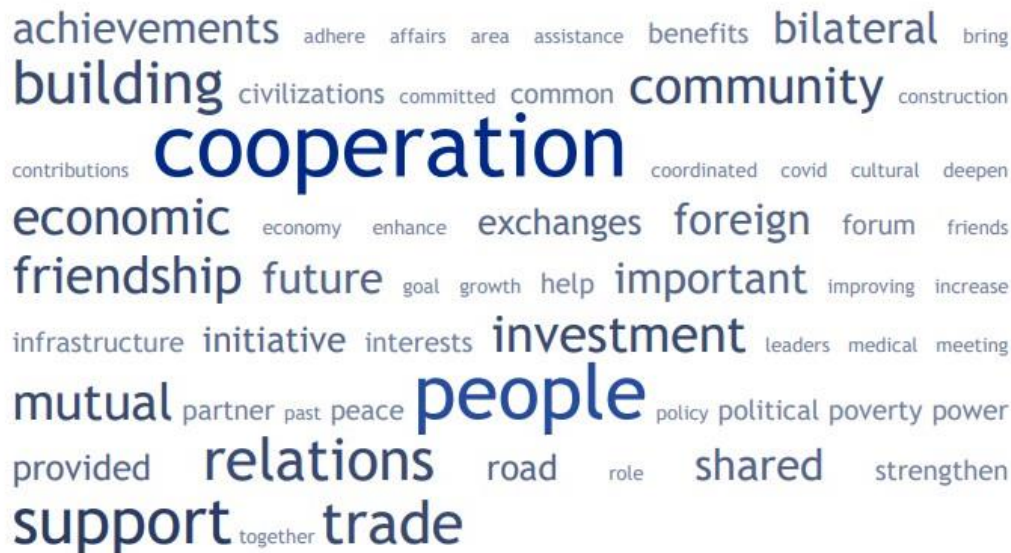 achievements adhere affairs area assistance benefits bilateral bring
building civilizations committed common community construction
contributions cooperation coordinated covid cultural deepen
economic economy enhance exchanges foreign forum friends
friendship future goal growth help important improving increase
infrastructure initiative interests investment leaders medical meeting
mutual partner past peace people policy political poverty power
provided relations road role shared strengthen
support together trade